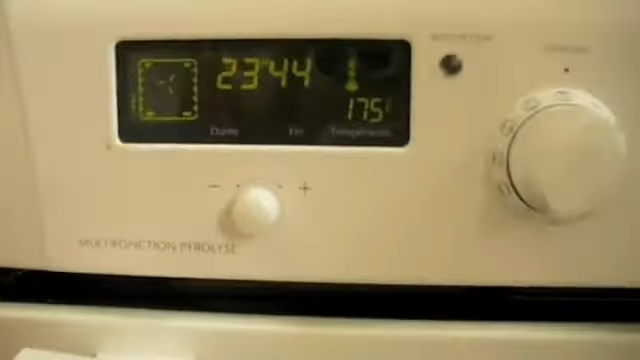 23:44
175°
Durée Fin Température
- +
MULTIFONCTION PYROLYSE